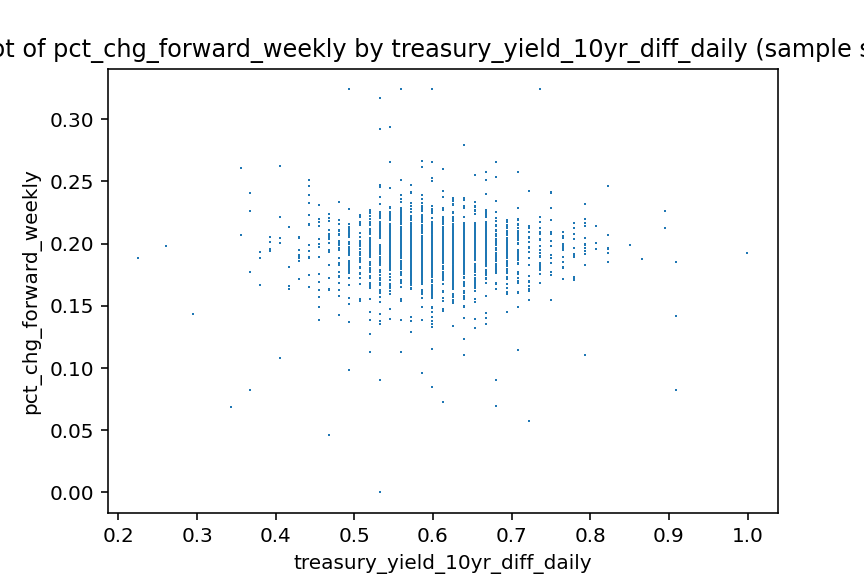 ot of pct_chg_forward_weekly by treasury_yield_10yr_diff_daily (sample s
0.30
0.25
0.20
0.15
0.10
0.05
0.00
pct_chg_forward_weekly
0.2 0.3 0.4 0.5 0.6 0.7 0.8 0.9 1.0
treasury_yield_10yr_diff_daily